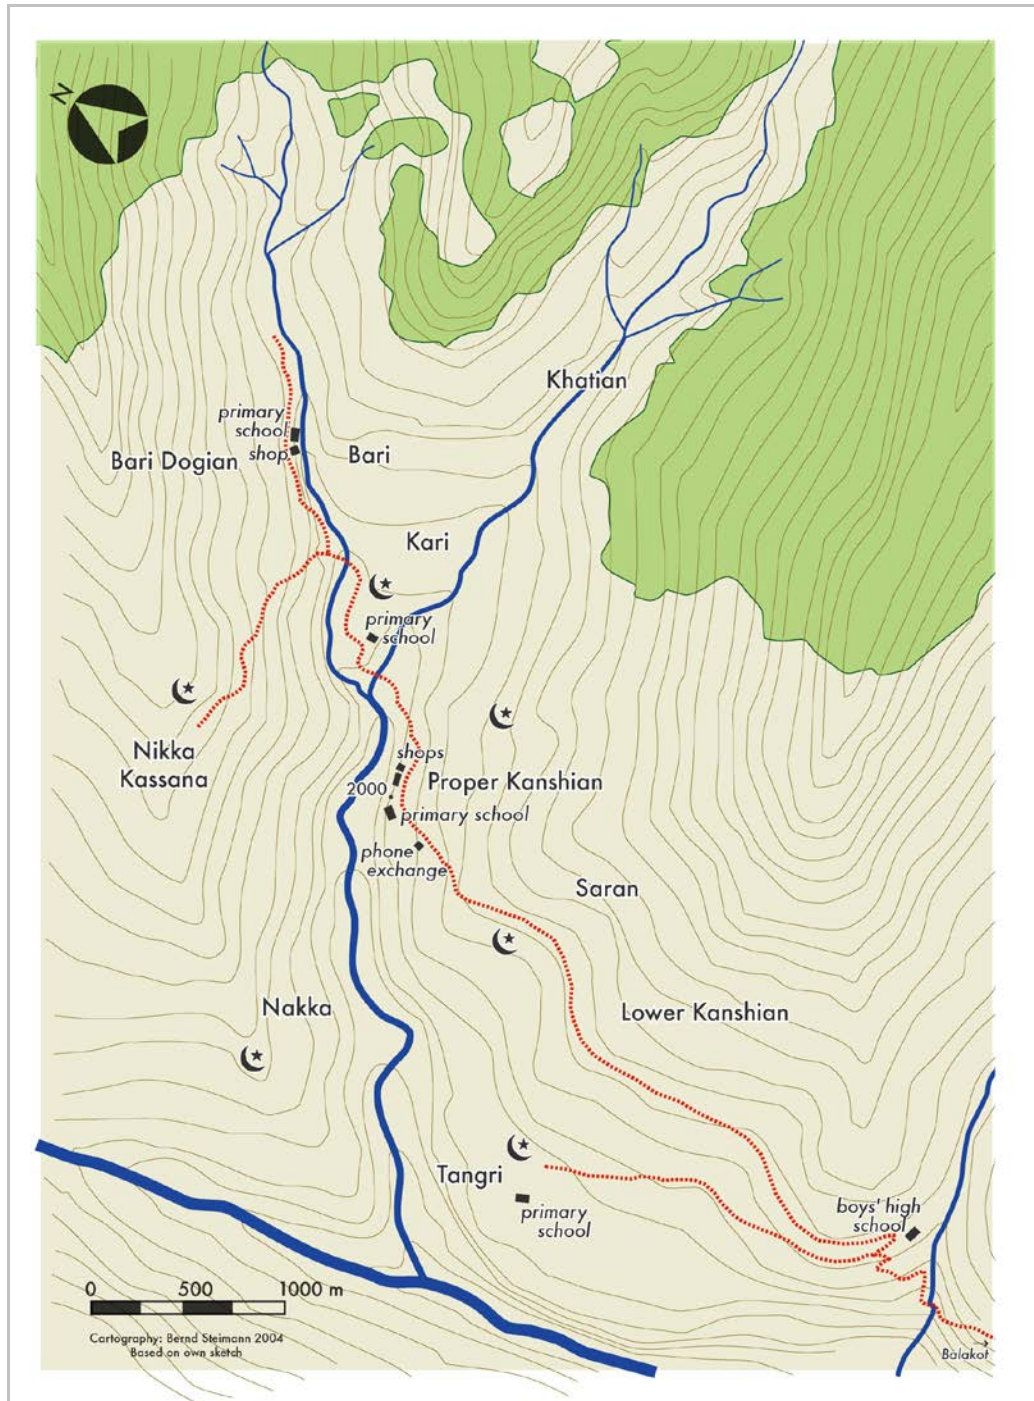 N
Khatian
primary
school
shop
Bari Dogian
Bari
Kari
primary
school
Nikka
Kassana
shops
2000
Proper Kanshian
primary school
phone
exchange
Saran
Nakka
Lower Kanshian
Tangri
primary
school
boys' high
school
0 500 1000 m
Cartography: Bernd Steimann 2004
Based on own sketch
→
Balakot